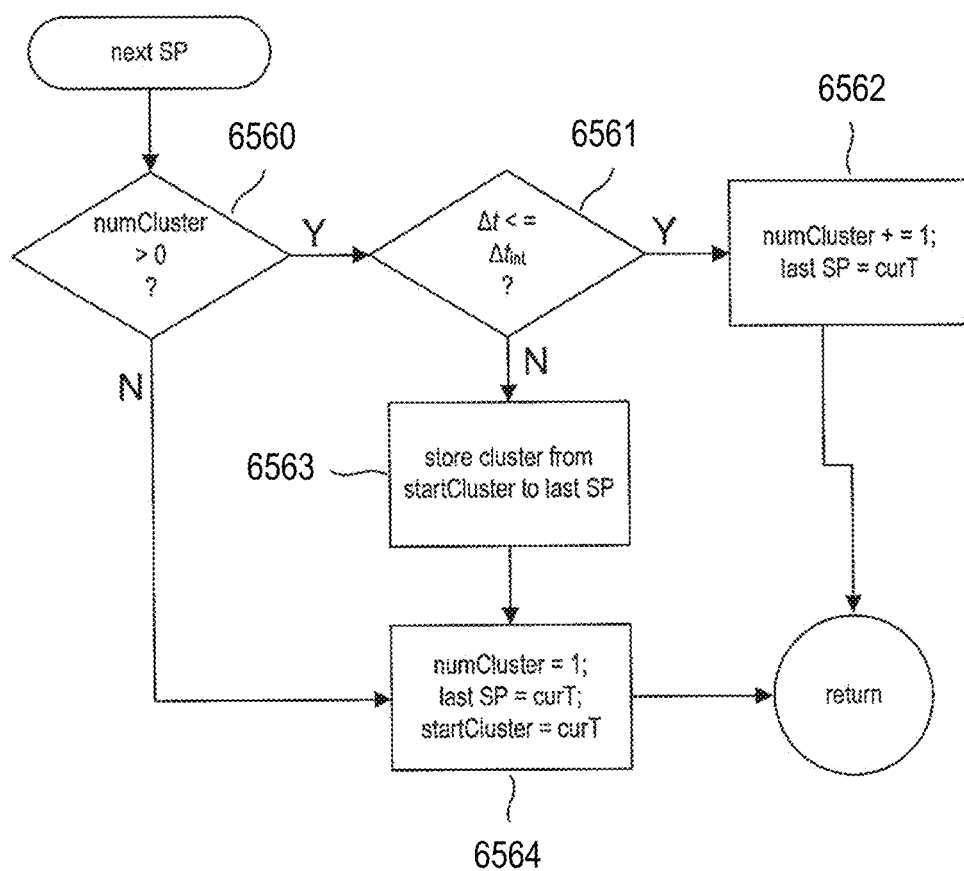 next SP
6560
numCluster
> 0
?
Y
N
6561
Δt < =
Δt_int
?
Y
N
6562
numCluster + = 1;
last SP = curT
6563
store cluster from
startCluster to last SP
numCluster = 1;
last SP = curT;
startCluster = curT
6564
return